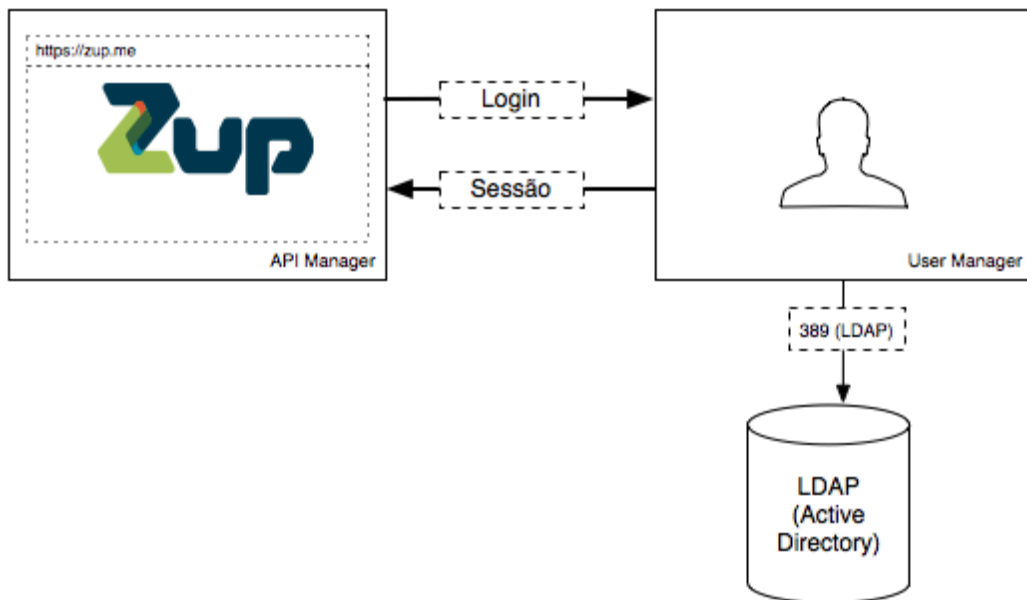 https://zup.me
Zup
API Manager
Login
Sessão
User Manager
389 (LDAP)
LDAP
(Active
Directory)